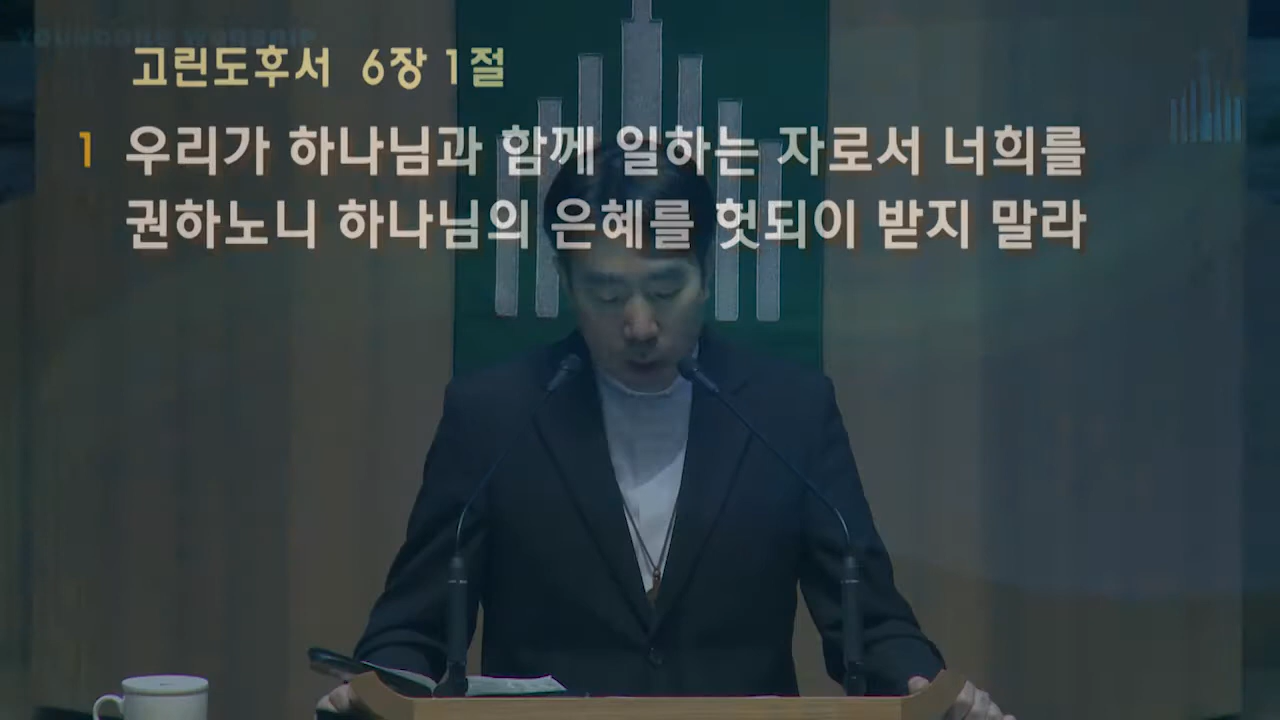 고린도후서 6장 1절
1 우리가 하나님과 함께 일하는 자로서 너희를
권하노니 하나님의 은혜를 헛되이 받지 말라